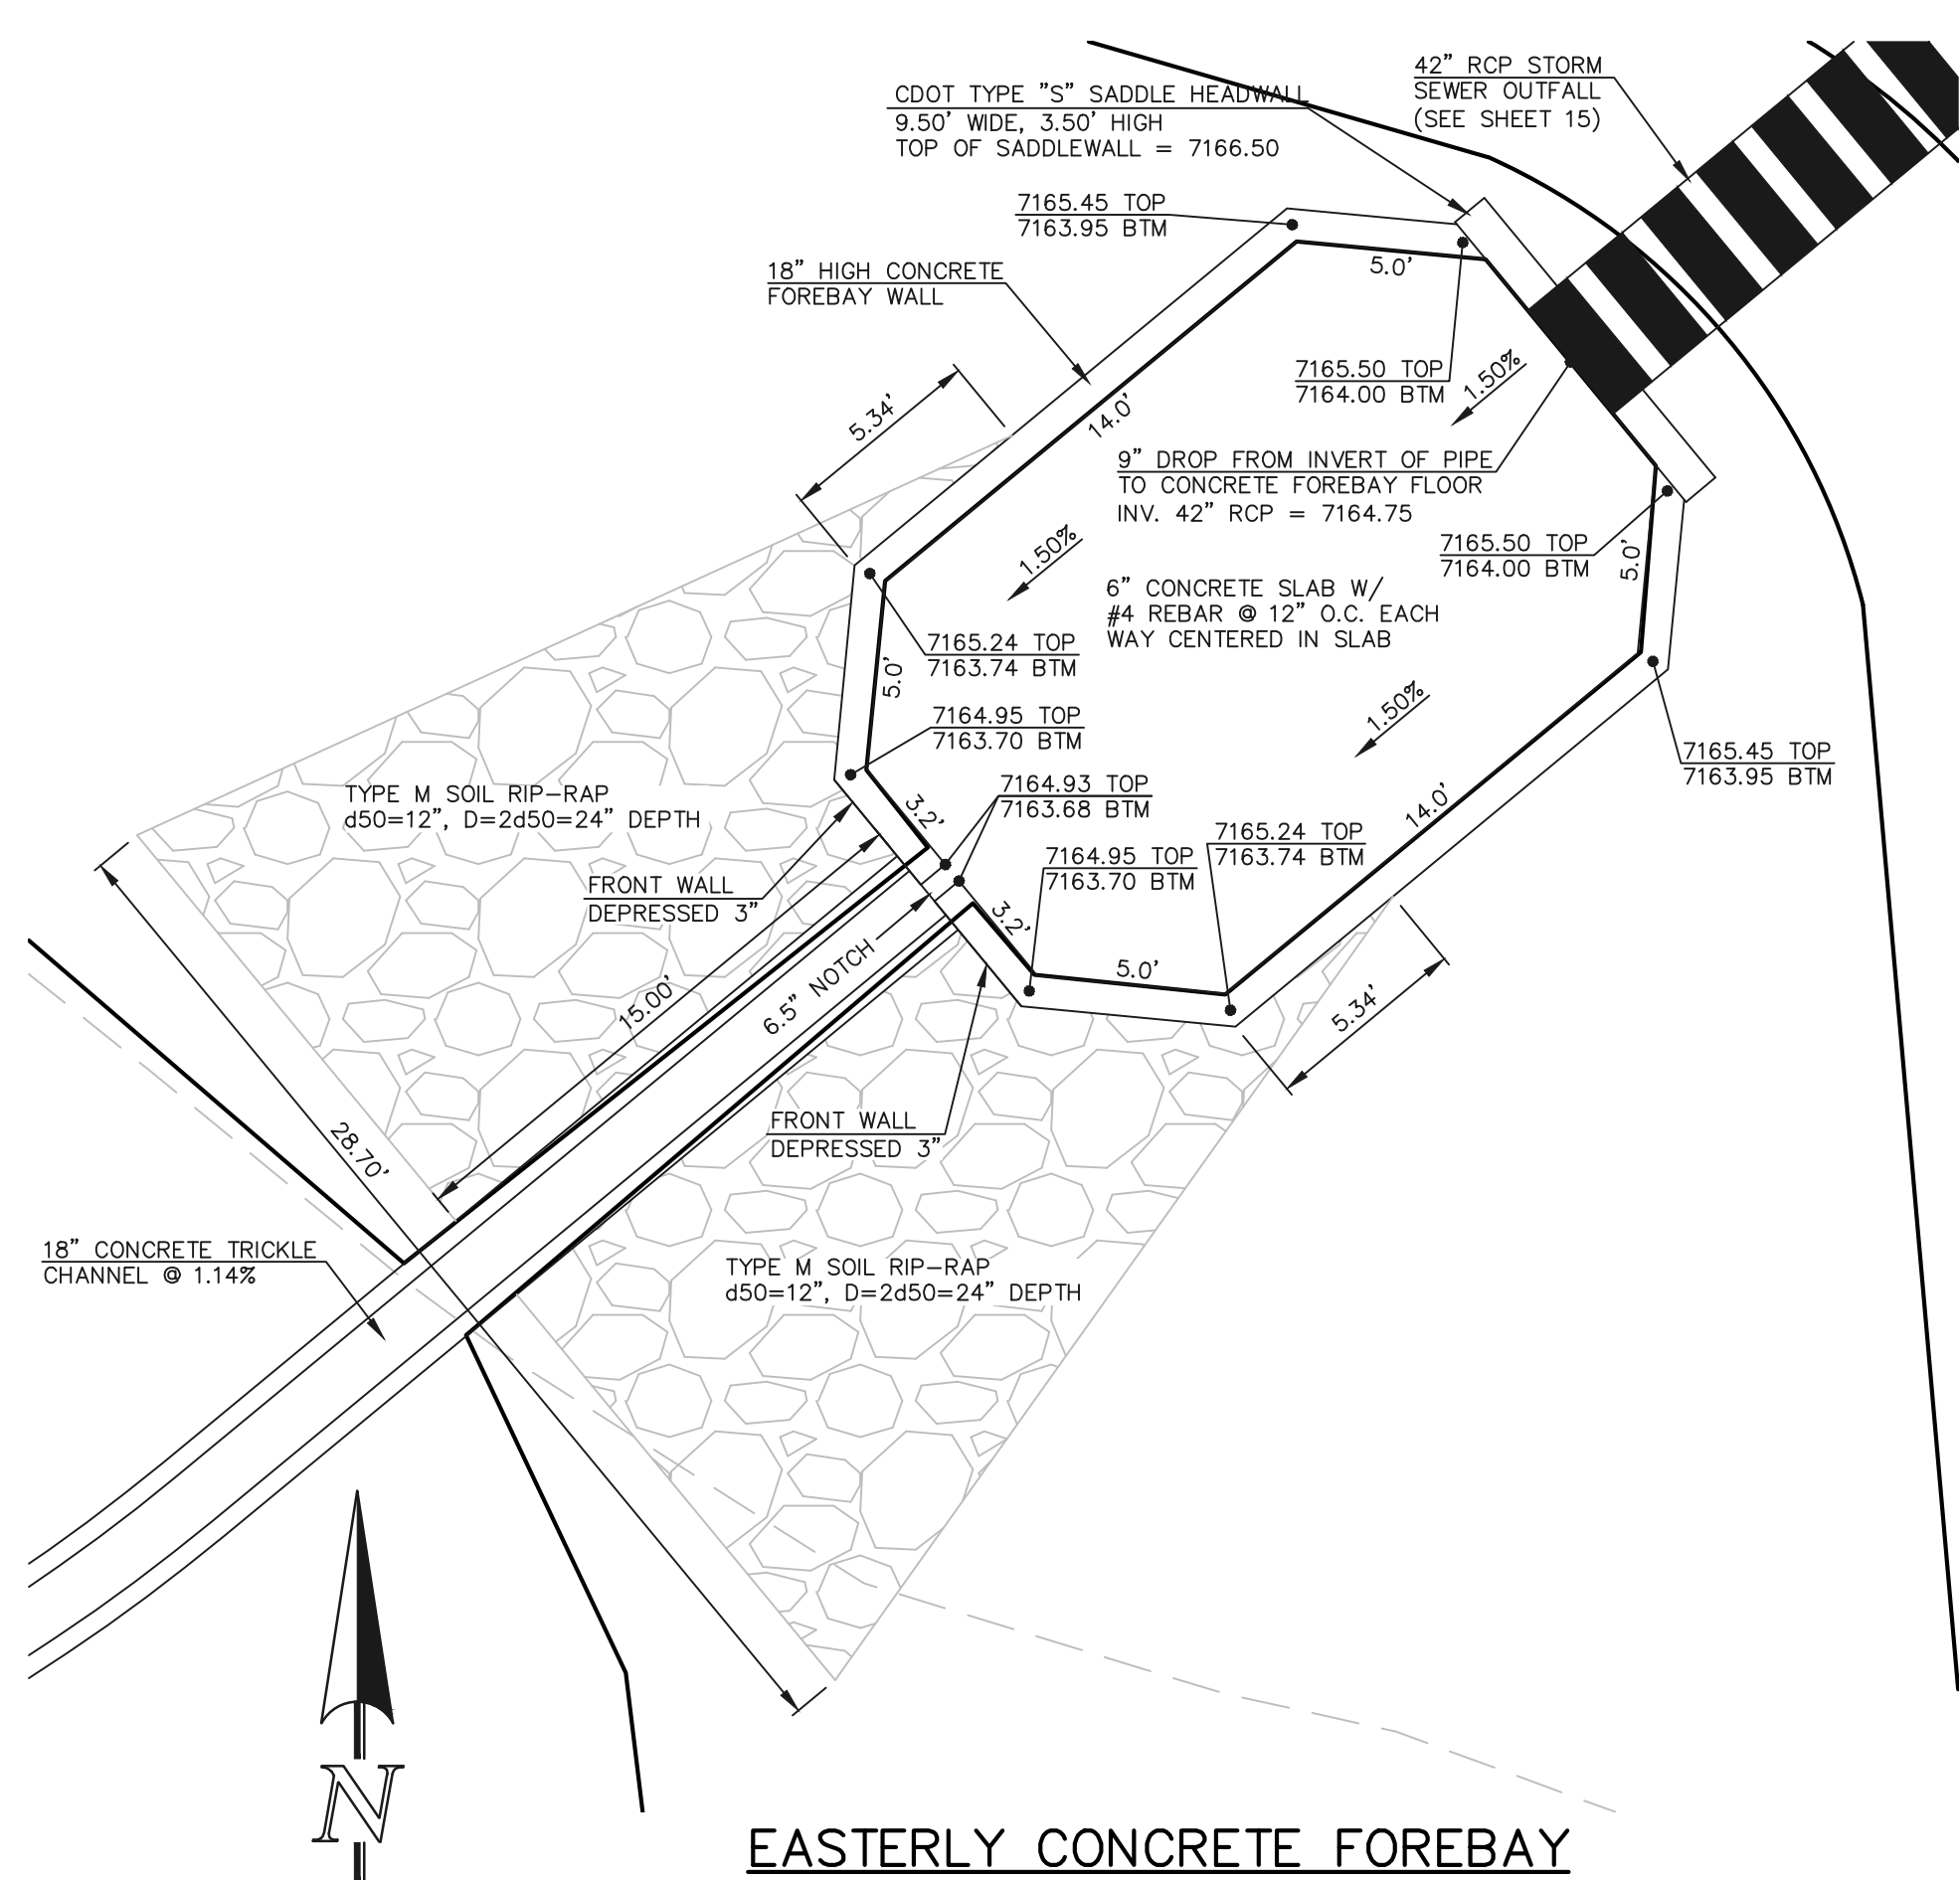 42" RCP STORM
SEWER OUTFALL
(SEE SHEET 15)
CDOT TYPE "S" SADDLE HEADWALL
9.50' WIDE, 3.50' HIGH
TOP OF SADDLEWALL = 7166.50
7165.45 TOP
7163.95 BTM
18" HIGH CONCRETE
FOREBAY WALL
5.0'
7165.50 TOP
7164.00 BTM
1.50%
5.34'
14.0'
9" DROP FROM INVERT OF PIPE
TO CONCRETE FOREBAY FLOOR
INV. 42" RCP = 7164.75
1.50%
7165.50 TOP
7164.00 BTM
5.0'
6" CONCRETE SLAB W/
#4 REBAR @ 12" O.C. EACH
WAY CENTERED IN SLAB
7165.24 TOP
7163.74 BTM
5.0'
1.50%
7164.95 TOP
7163.70 BTM
7165.45 TOP
7163.95 BTM
7164.93 TOP
7163.68 BTM
3.2'
14.0'
TYPE M SOIL RIP-RAP
d50=12", D=2d50=24" DEPTH
7165.24 TOP
7163.74 BTM
7164.95 TOP
7163.70 BTM
FRONT WALL
DEPRESSED 3"
3.2'
5.0'
6.5" NOTCH
15.00'
5.34'
FRONT WALL
DEPRESSED 3"
28.70'
18" CONCRETE TRICKLE
CHANNEL @ 1.14%
TYPE M SOIL RIP-RAP
d50=12", D=2d50=24" DEPTH
N
EASTERLY CONCRETE FOREBAY